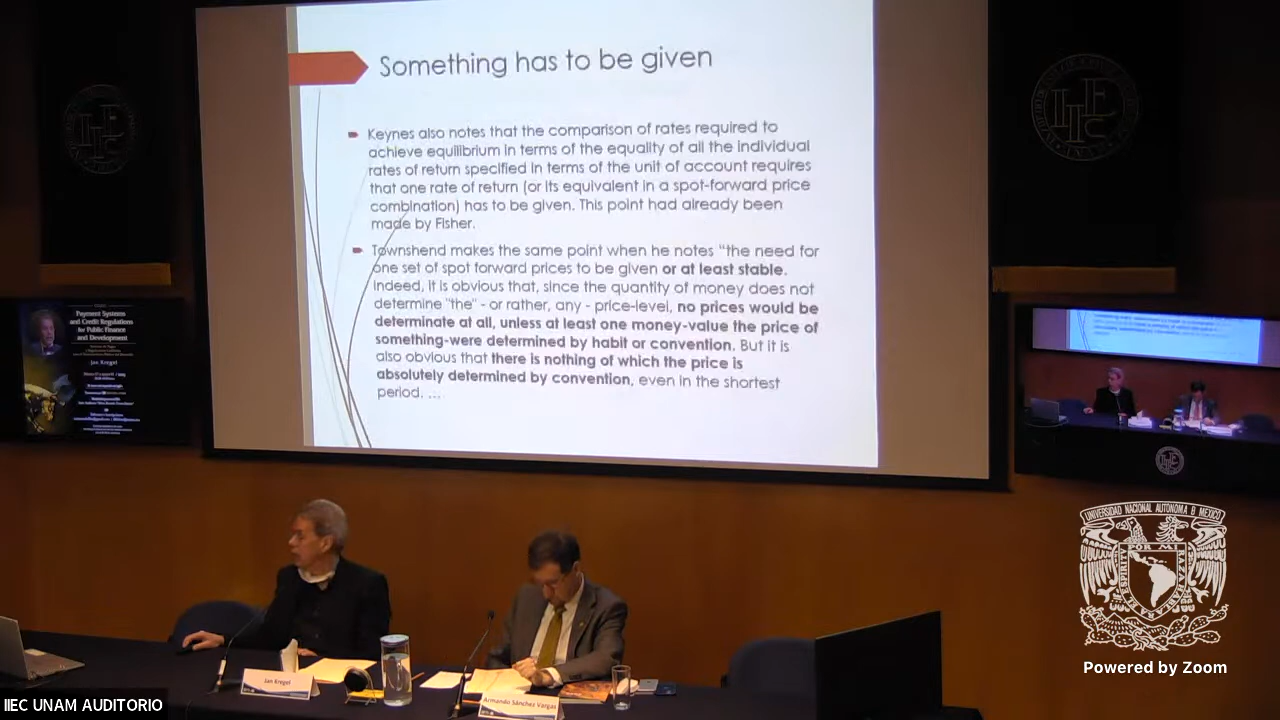 Something has to be given
Keynes also notes that the comparison of rates required to
achieve equilibrium in terms of the equality of all the individual
rates of return specified in terms of the unit of account requires
that one rate of return (or its equivalent in a spot-forward price
combination) has to be given. This point had already been
made by Fisher.
Townshend makes the same point when he notes "the need for
one set of spot forward prices to be given or at least stable.
Indeed, it is obvious that, since the quantity of money does not
determine "the" - or rather, any - price-level, no prices would be
determinate at all, unless at least one money-value the price of
something-were determined by habit or convention. But it is
also obvious that there is nothing of which the price is
absolutely determined by convention, even in the shortest
period. ...
Payment Systems
and Credit Regulations
for Public Finance
and Development
Jan Kregel
Jan Kregel
Armando Sánchez Vargas
UNIVERSIDAD NACIONAL AUTÓNOMA D MEXICO
POR MI RAZA HABLARA EL ESPIRITU
Powered by Zoom
IIEC UNAM AUDITORIO